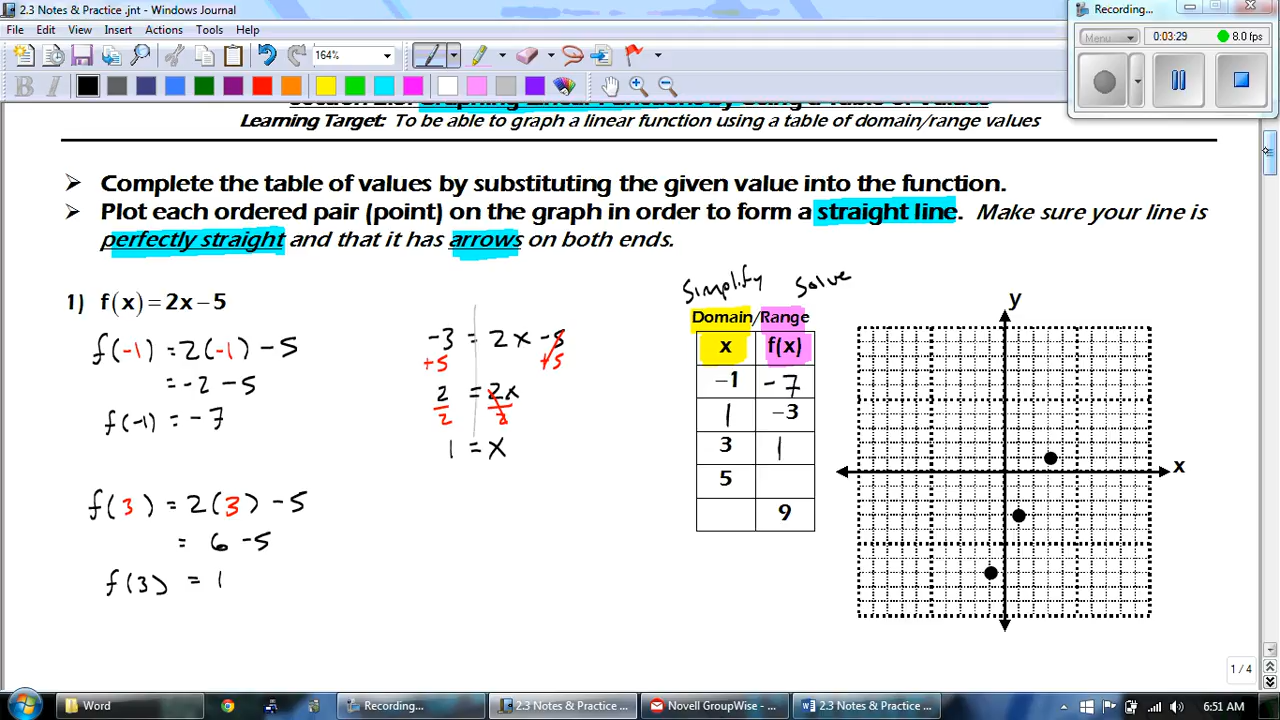 2.3 Notes & Practice .jnt - Windows Journal
File Edit View Insert Actions Tools Help
164%
Recording...
Menu
0:03:29 8.0 fps
Learning Target: To be able to graph a linear function using a table of domain/range values
Complete the table of values by substituting the given value into the function.
Plot each ordered pair (point) on the graph in order to form a straight line. Make sure your line is
perfectly straight and that it has arrows on both ends.
1) f(x) = 2x – 5
f(-1) = 2(-1) - 5
= -2 - 5
f(-1) = -7
f(3) = 2(3) - 5
= 6 - 5
f(3) = 1
-3 = 2x - 5
+5 +5
2 = 2x
2 2
1 = x
Simplify Solve
Domain/Range
x f(x)
–1 -7
1 –3
3 1
5
9
y
x
1 / 4
Word
Recording...
2.3 Notes & Practice ...
Novell GroupWise - ...
2.3 Notes & Practice ...
6:51 AM